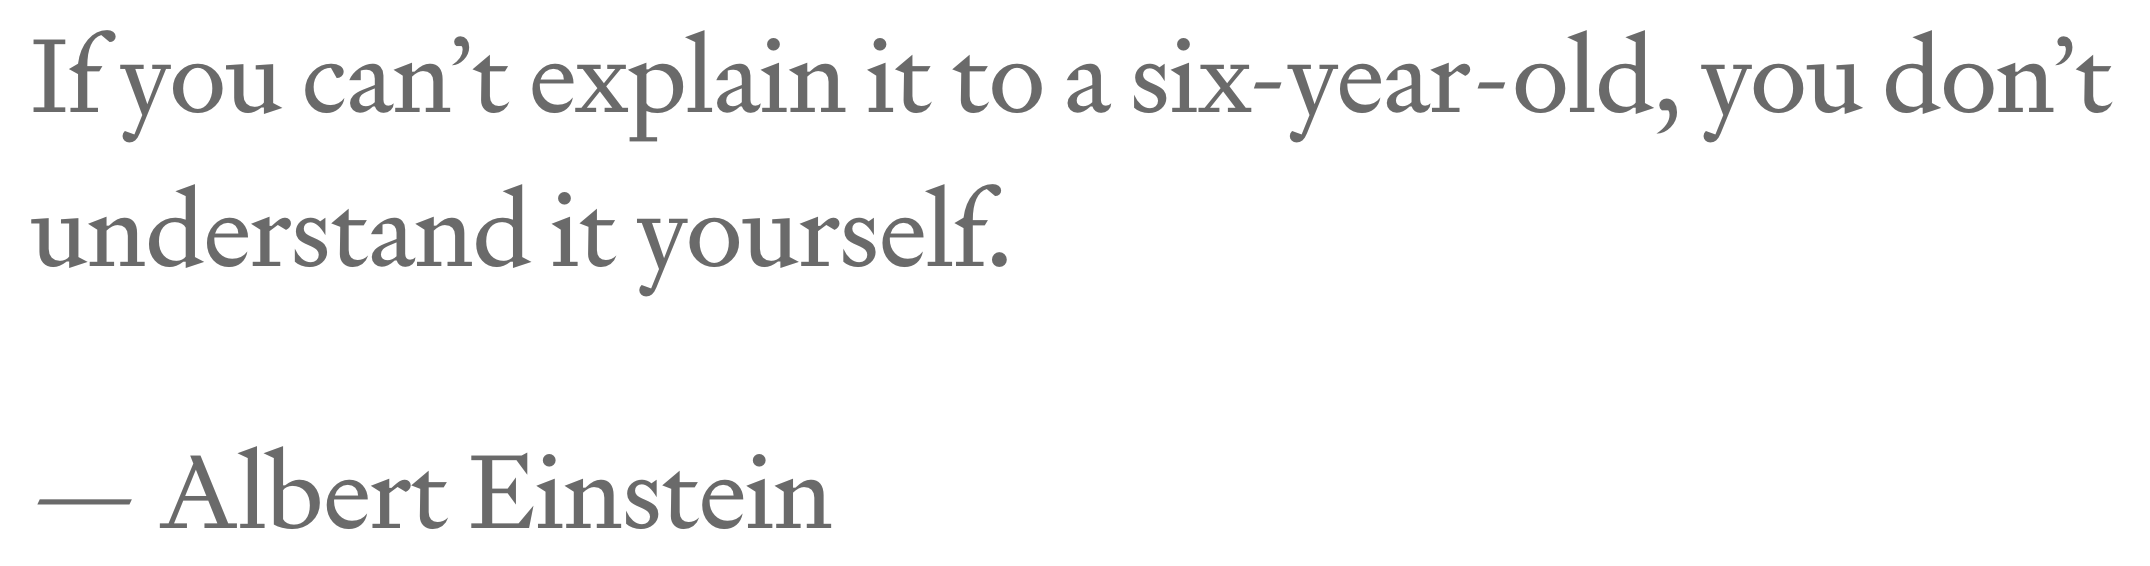 If you can’t explain it to a six-year-old, you don’t
understand it yourself.
— Albert Einstein